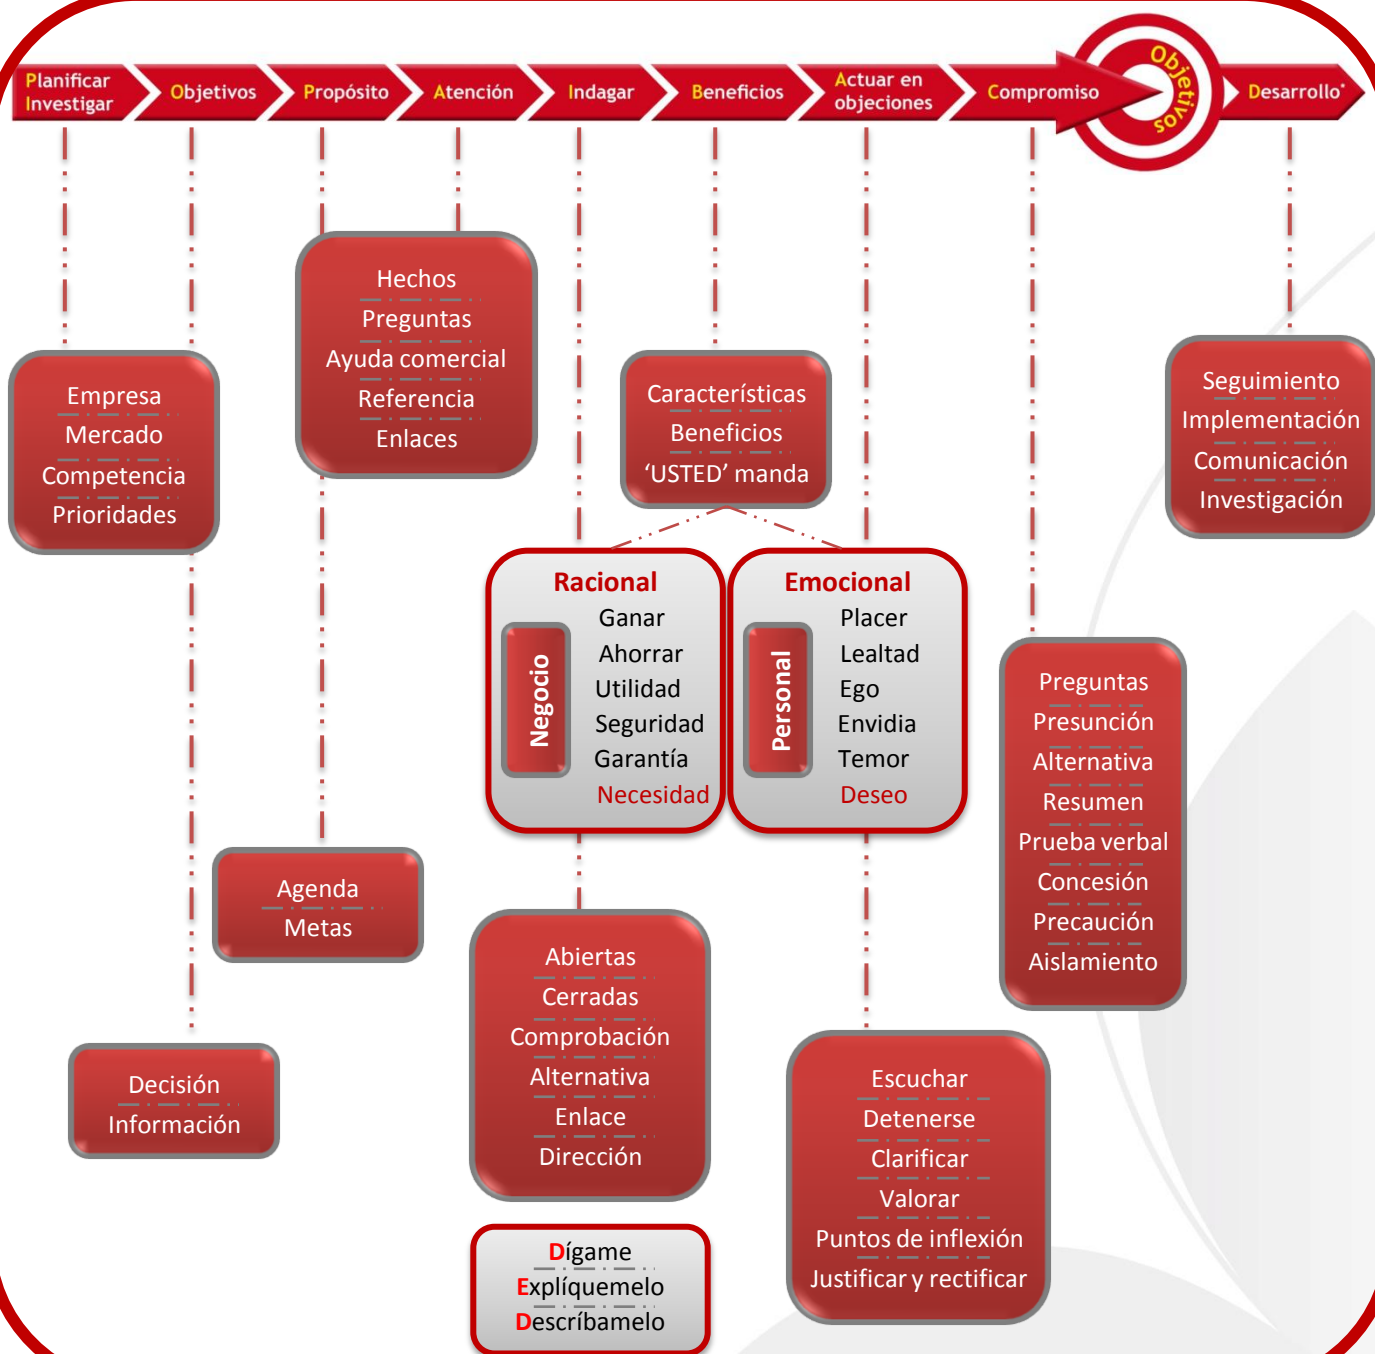 Planificar
Investigar
Objetivos
Propósito
Atención
Indagar
Beneficios
Actuar en
objeciones
Compromiso
Objetivos
Desarrollo*
Hechos
Preguntas
Ayuda comercial
Referencia
Enlaces
Empresa
Mercado
Competencia
Prioridades
Características
Beneficios
‘USTED’ manda
Seguimiento
Implementación
Comunicación
Investigación
Racional
Negocio
Ganar
Ahorrar
Utilidad
Seguridad
Garantía
Necesidad
Emocional
Personal
Placer
Lealtad
Ego
Envidia
Temor
Deseo
Preguntas
Presunción
Alternativa
Resumen
Prueba verbal
Concesión
Precaución
Aislamiento
Agenda
Metas
Abiertas
Cerradas
Comprobación
Alternativa
Enlace
Dirección
Decisión
Información
Escuchar
Detenerse
Clarificar
Valorar
Puntos de inflexión
Justificar y rectificar
Dígame
Explíquemelo
Descríbamelo